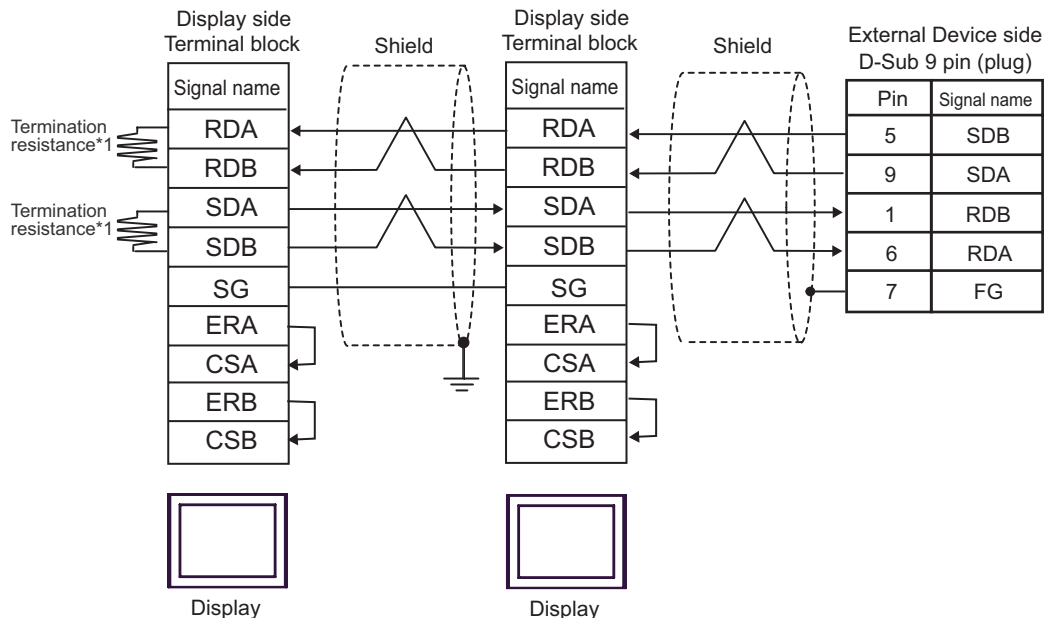 Display side
Terminal block
Display side
Terminal block
External Device side
D-Sub 9 pin (plug)
Shield
Shield
Termination
resistance*1
Termination
resistance*1
Signal name
RDA
RDB
SDA
SDB
SG
ERA
CSA
ERB
CSB
Signal name
RDA
RDB
SDA
SDB
SG
ERA
CSA
ERB
CSB
Pin Signal name
5 SDB
9 SDA
1 RDB
6 RDA
7 FG
Display
Display